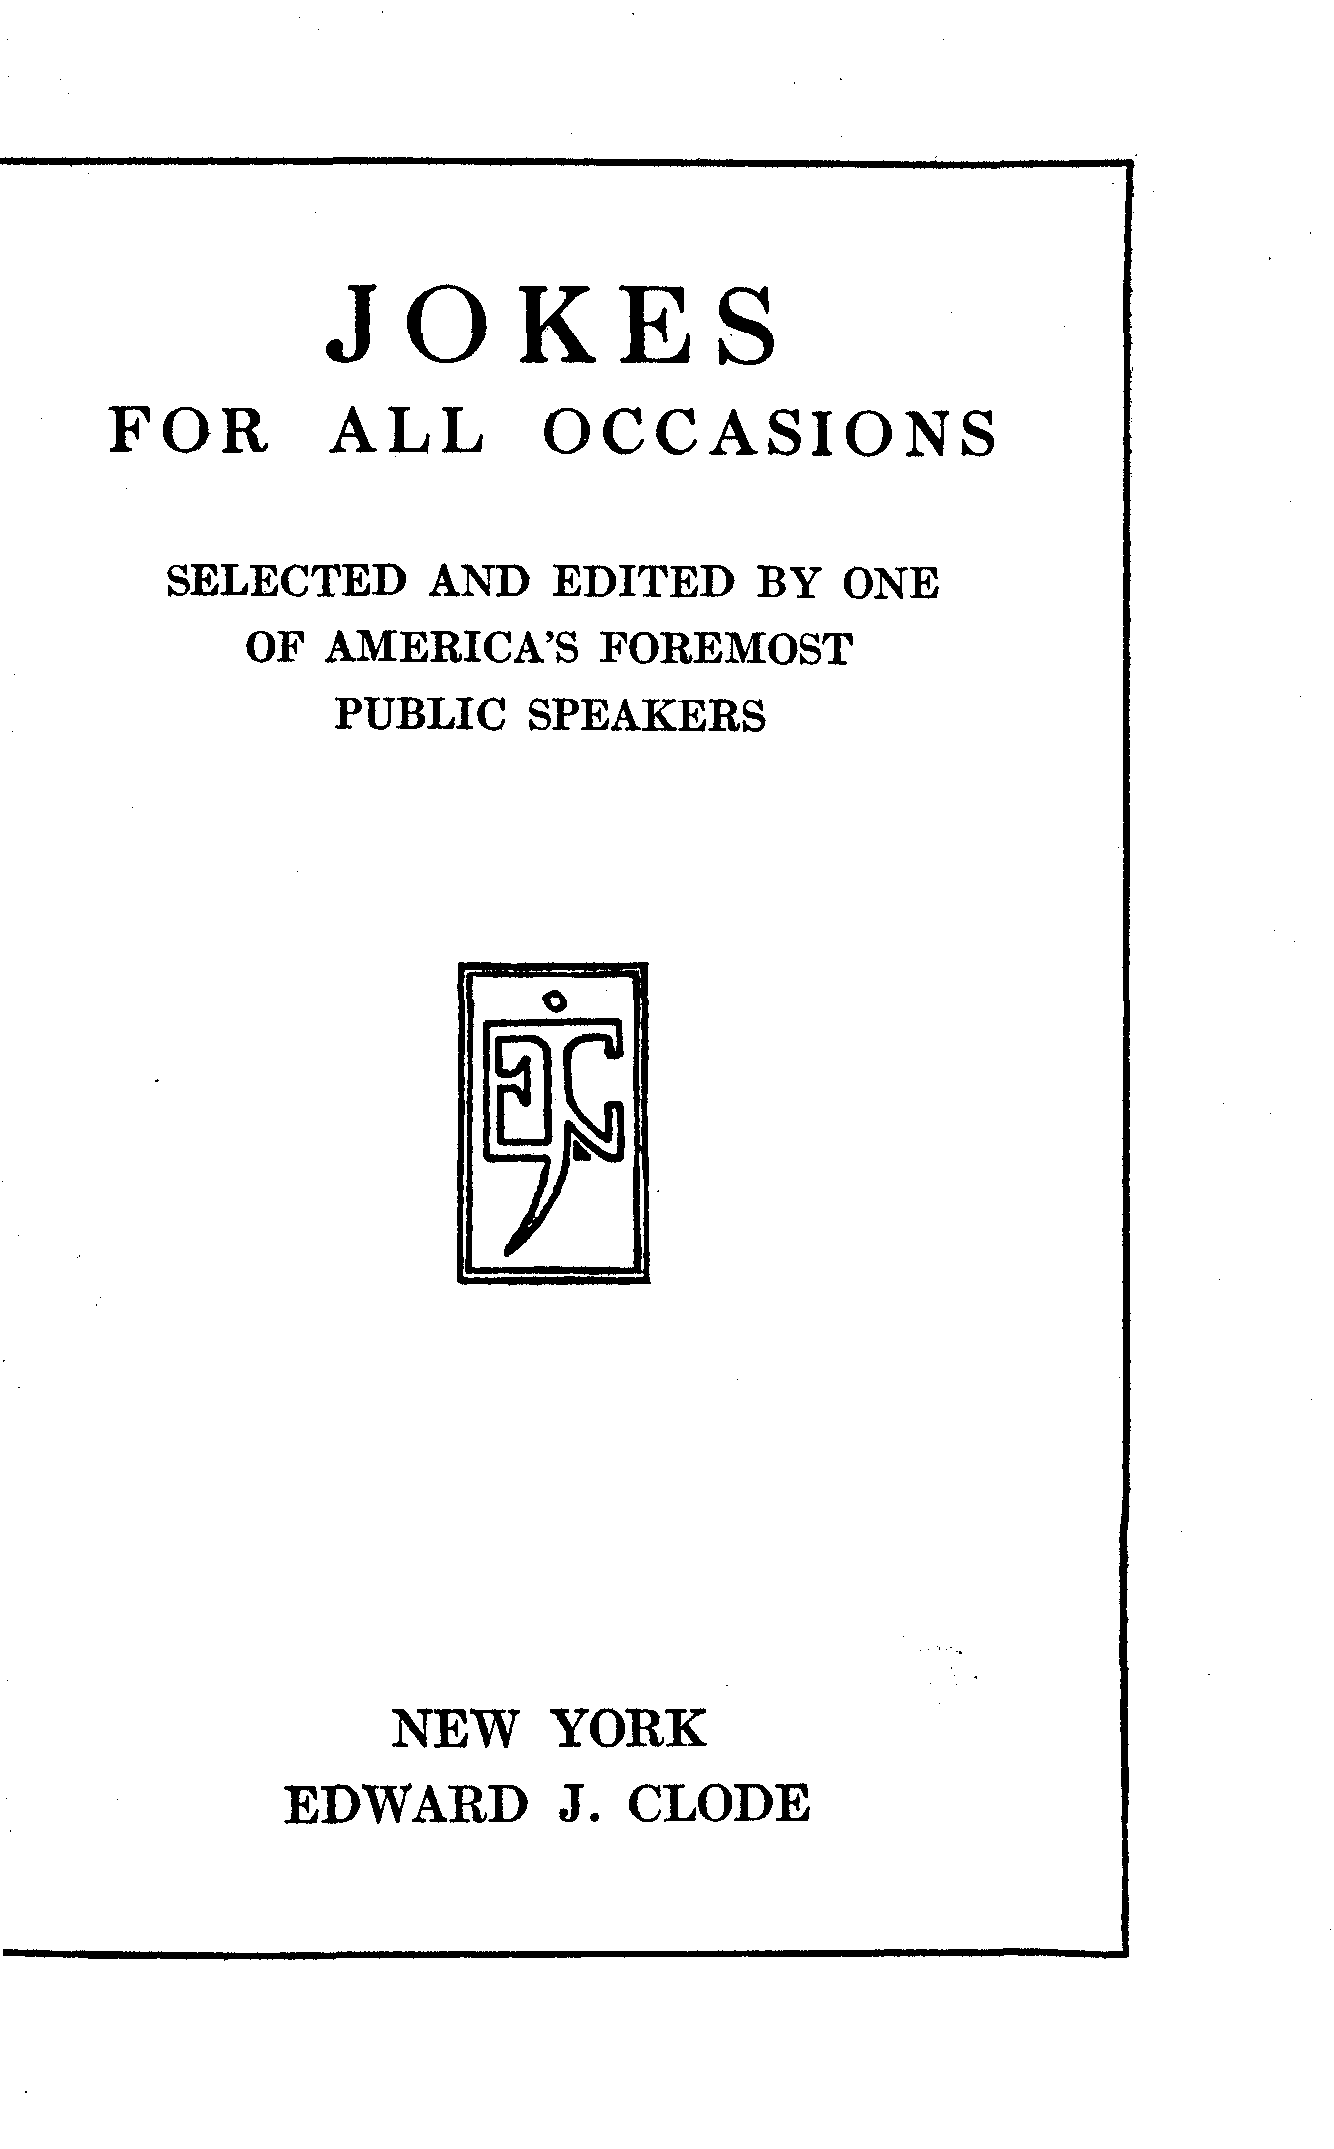 JOKES
FOR ALL OCCASIONS
SELECTED AND EDITED BY ONE
OF AMERICA'S FOREMOST
PUBLIC SPEAKERS
EJC
NEW YORK
EDWARD J. CLODE